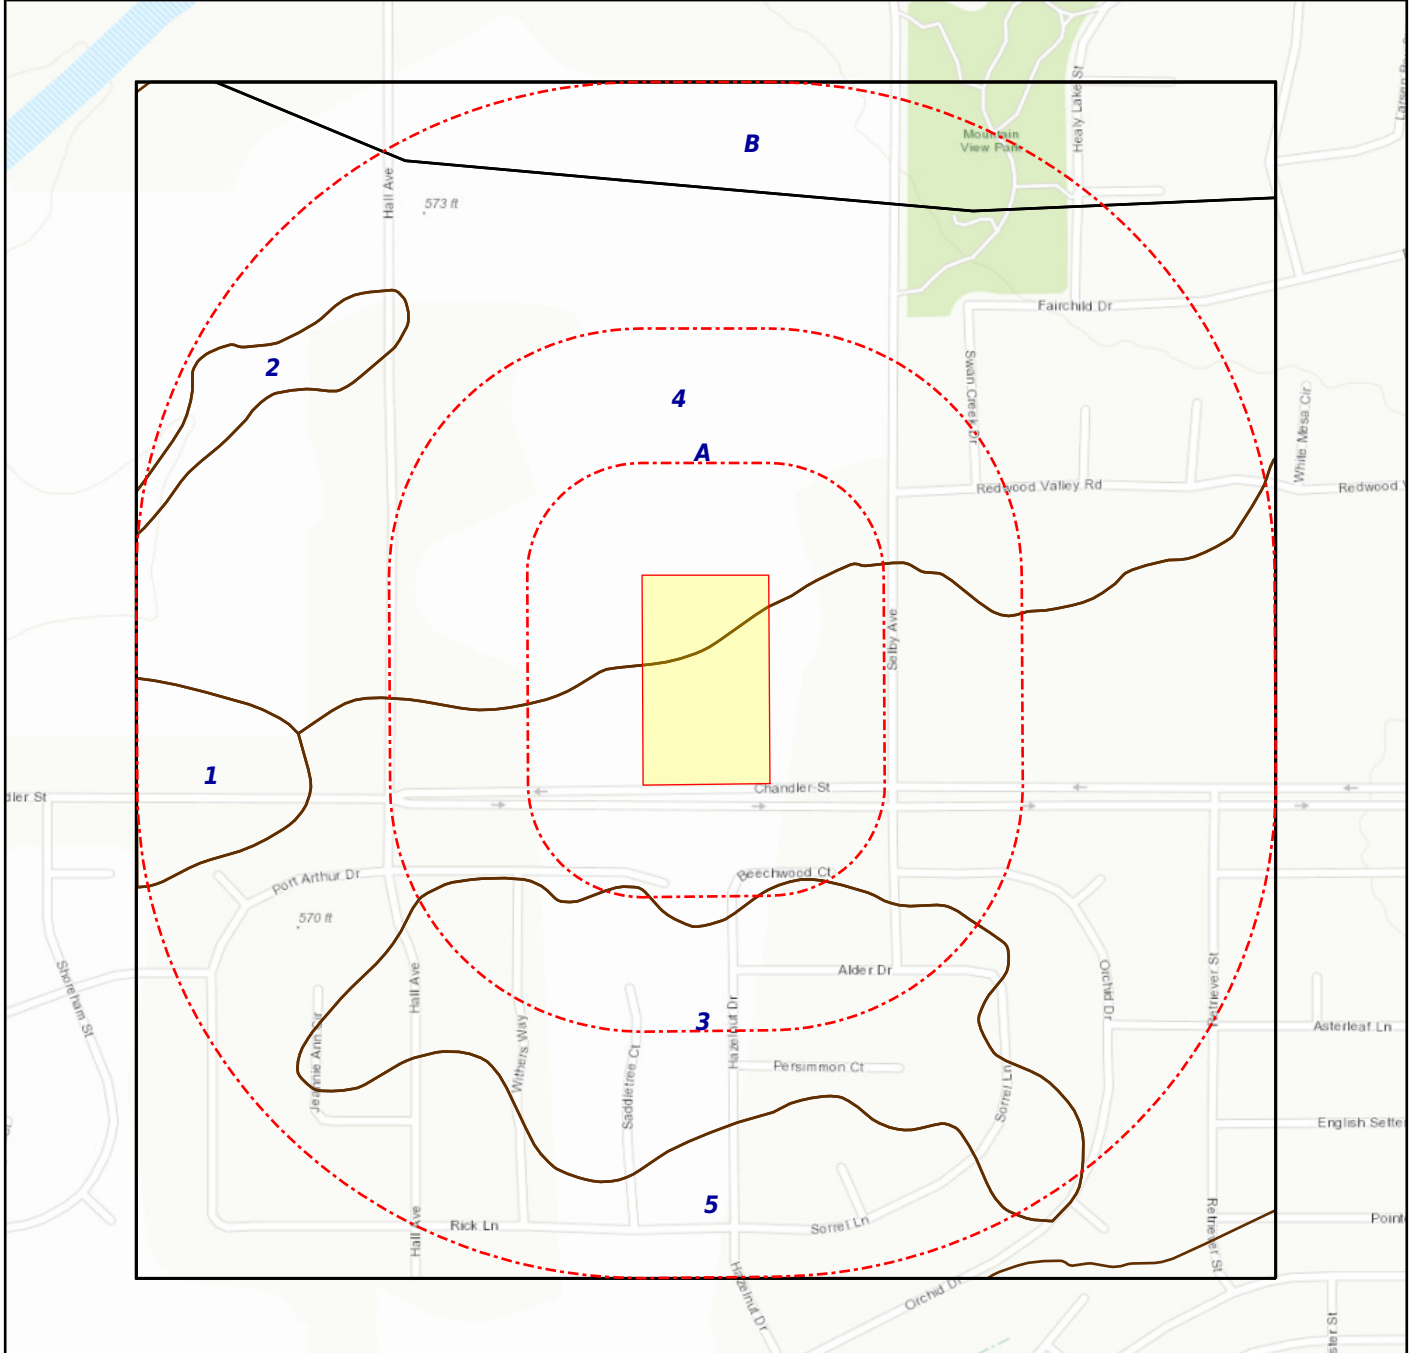 B
Mountain
View Park
Healy Lake St
Hall Ave
573 ft
Fairchild Dr
2
4
Swan Creek Dr
White Mesa Cir
A
Redwood Valley Rd
Redwood
Selby Ave
1
dler St
Chandler St
Port Arthur Dr
Beechwood Ct
570 ft
Shoreham St
Hall Ave
Alder Dr
Orchid Dr
Retriever St
3
Hazelnut Dr
Asterleaf Ln
Jeannie Ann Cir
Withers Way
Saddletree Ct
Persimmon Ct
Sorrel Ln
English Sette
5
Hall Ave
Rick Ln
Sorrel Ln
Retriever St
Point
Hazelnut Dr
Orchid Dr
ster St